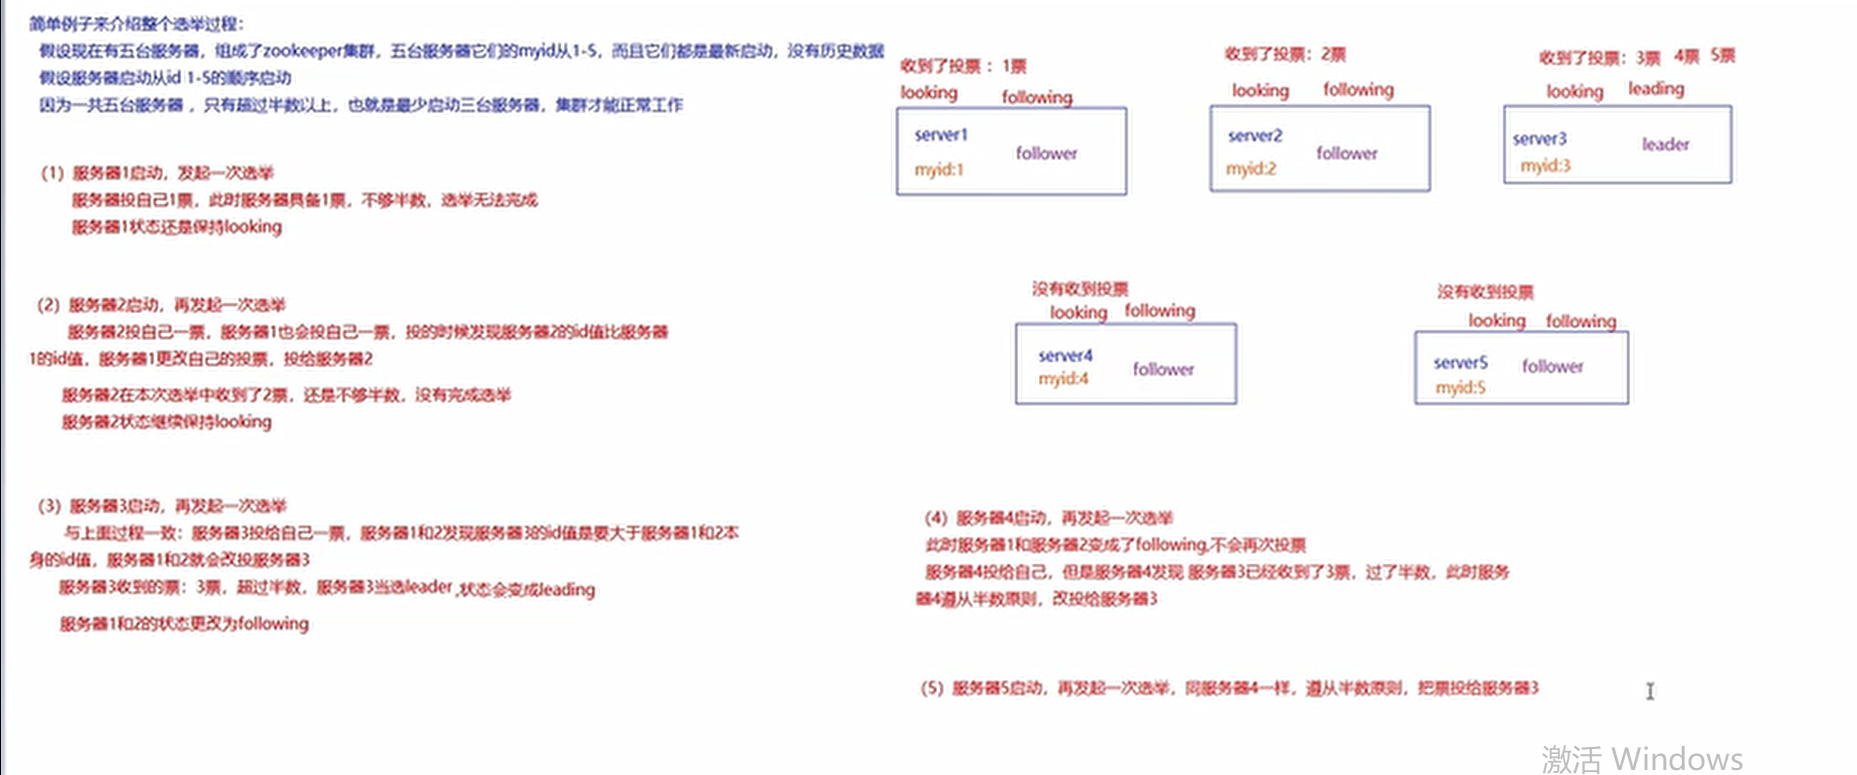 简单例子来介绍整个选举过程：
假设现在有五台服务器，组成了zookeeper集群，五台服务器它们的myid从1-5，而且它们都是最新启动，没有历史数据
假设服务器启动从id 1-5的顺序启动
因为一共五台服务器，只有超过半数以上，也就是最少启动三台服务器，集群才能正常工作
（1）服务器1启动，发起一次选举
服务器投自己1票，此时服务器具备1票，不够半数，选举无法完成
服务器1状态还是保持looking
（2）服务器2启动，再发起一次选举
服务器2投自己一票，服务器1也会投自己一票，投的时候发现服务器2的id值比服务器
1的id值，服务器1更改自己的投票，投给服务器2
服务器2在本次选举中收到了2票，还是不够半数，没有完成选举
服务器2状态继续保持looking
（3）服务器3启动，再发起一次选举
与上面过程一致：服务器3投给自己一票，服务器1和2发现服务器3的id值是要大于服务器1和2本
身的id值，服务器1和2就会改投服务器3
服务器3收到的票：3票，超过半数，服务器3当选leader,状态会变成leading
服务器1和2的状态更改为following
收到了投票：1票
looking following
server1 follower
myid:1
收到了投票：2票
looking following
server2 follower
myid:2
收到了投票：3票 4票 5票
looking leading
server3 leader
myid:3
没有收到投票
looking following
server4 follower
myid:4
没有收到投票
looking following
server5 follower
myid:5
（4）服务器4启动，再发起一次选举
此时服务器1和服务器2变成了following,不会再次投票
服务器4投给自己，但是服务器4发现 服务器3已经收到了3票，过了半数，此时服务
器4遵从半数原则，改投给服务器3
（5）服务器5启动，再发起一次选举，同服务器4一样，遵从半数原则，把票投给服务器3
激活 Windows